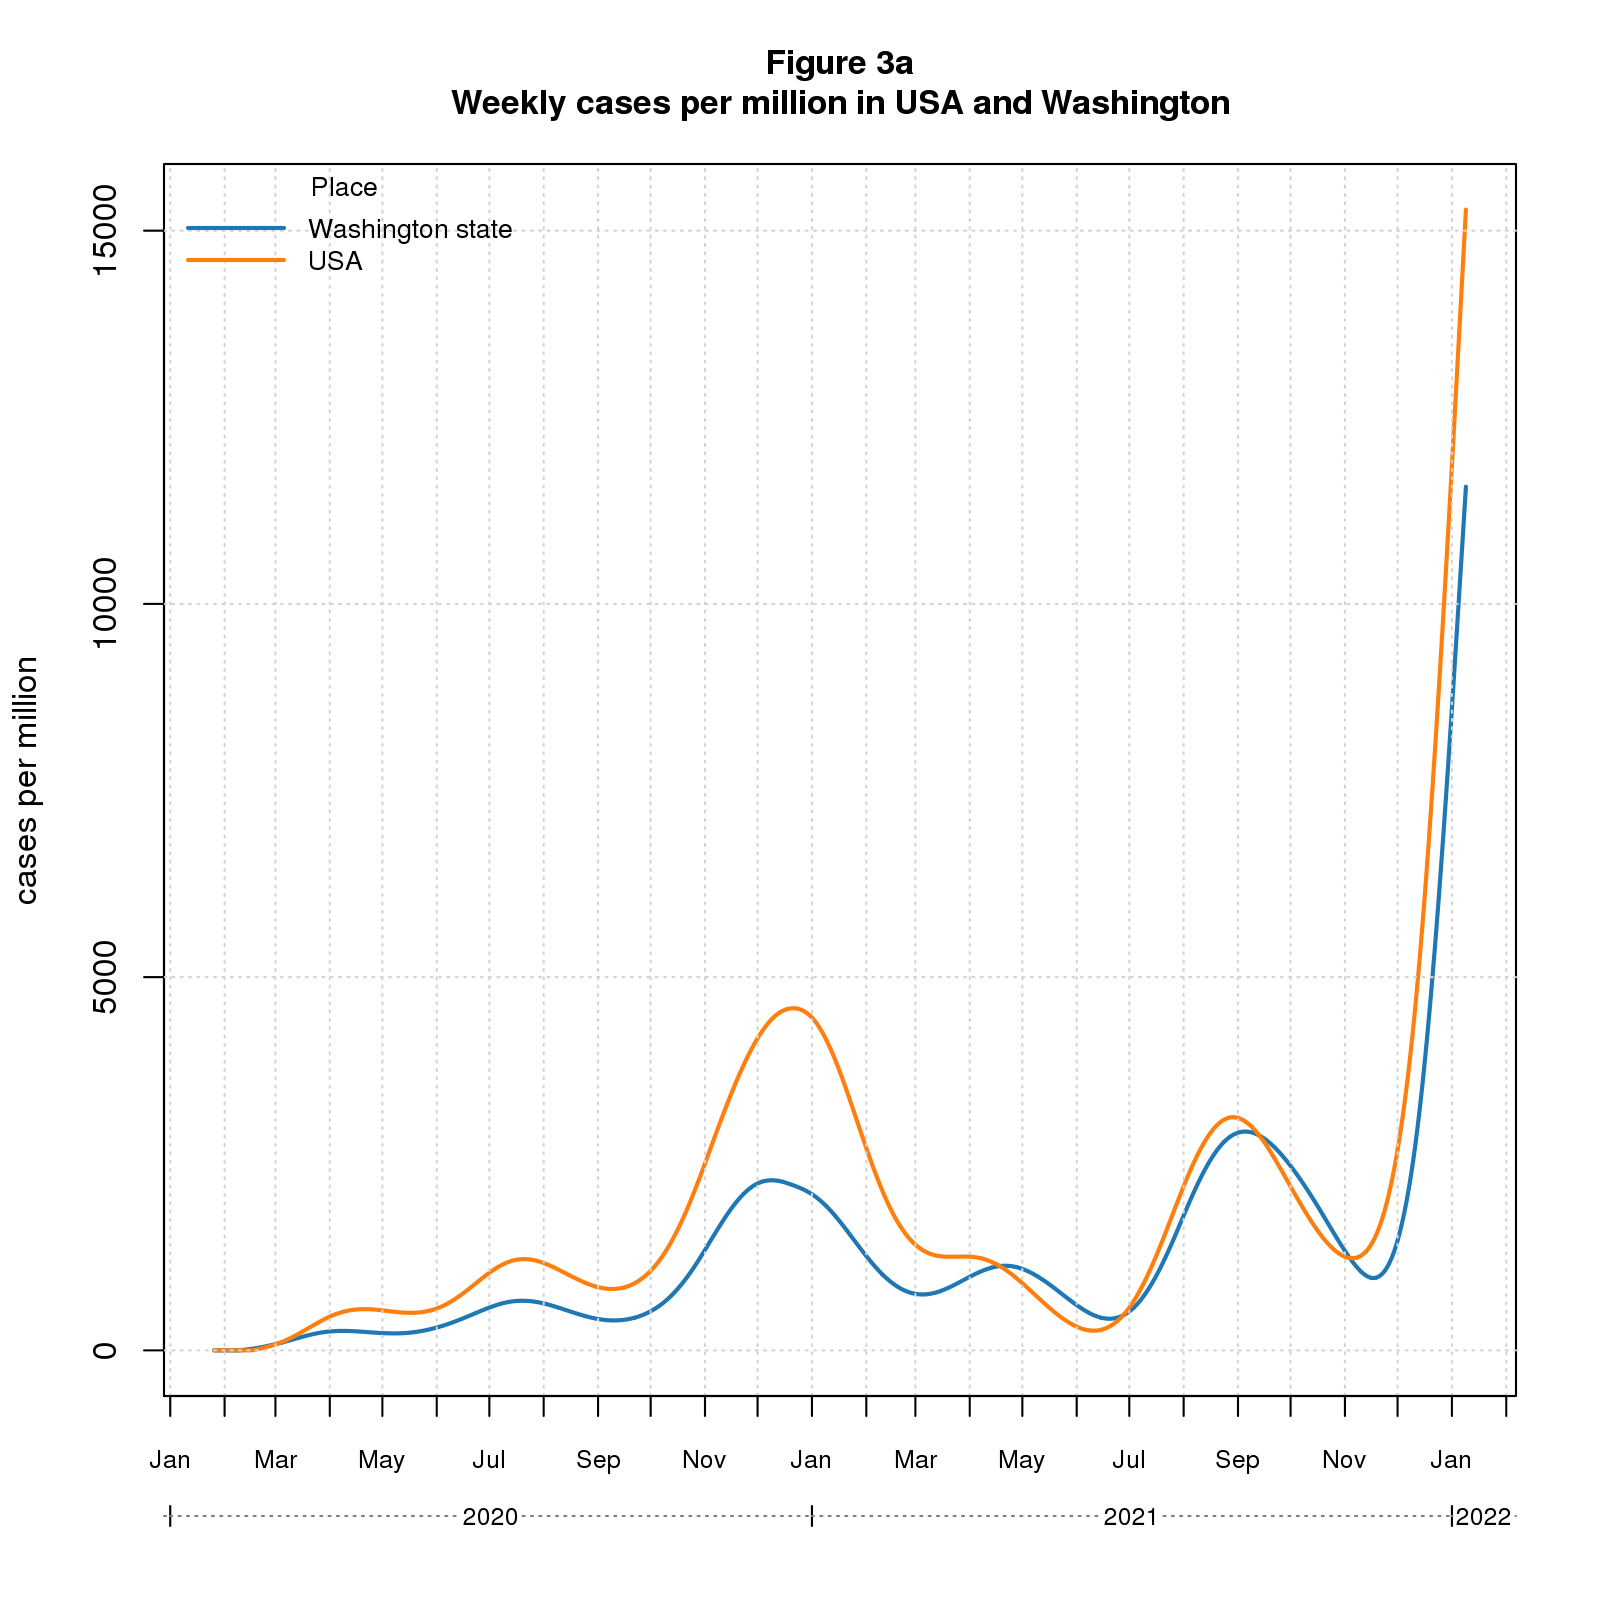 Figure 3a
Weekly cases per million in USA and Washington
Place
Washington state
USA
cases per million
15000
10000
5000
0
Jan Mar May Jul Sep Nov Jan Mar May Jul Sep Nov Jan
2020 2021 2022